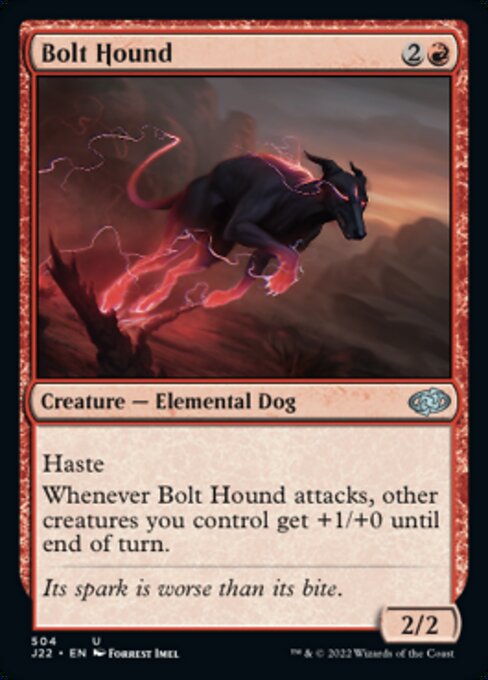 Bolt Hound 2
Creature — Elemental Dog
Haste
Whenever Bolt Hound attacks, other
creatures you control get +1/+0 until
end of turn.
Its spark is worse than its bite.
2/2
504 U
J22 • EN Forrest Imel
™ & © 2022 Wizards of the Coast